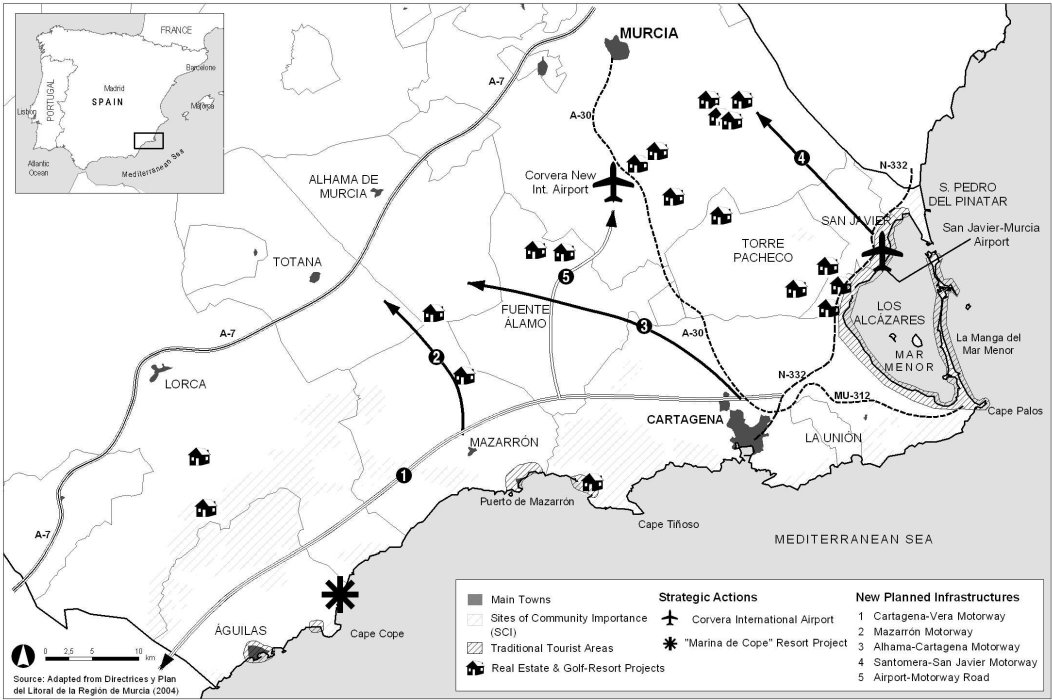 FRANCE
Barcelone
PORTUGAL
Madrid
SPAIN
Lisbon
Mallorca
Atlantic
Ocean
Mediterranean Sea
MURCIA
A-7
A-30
4
N-332
Corvera New
Int. Airport
ALHAMA DE
MURCIA
S. PEDRO
DEL PINATAR
SAN JAVIER
San Javier-Murcia
Airport
TORRE
PACHECO
TOTANA
5
FUENTE
ÁLAMO
LOS
ALCÁZARES
3
A-30
A-7
La Manga del
Mar Menor
MAR
MENOR
2
LORCA
N-332
MU-312
Cape Palos
CARTAGENA
LA UNIÓN
MAZARRÓN
1
Puerto de Mazarrón
Cape Tiñoso
A-7
MEDITERRANEAN SEA
ÁGUILAS
Cape Cope
0 2,5 5 10
km
Source: Adapted from Directrices y Plan
del Litoral de la Región de Murcia (2004)
Main Towns
Sites of Community Importance
(SCI)
Traditional Tourist Areas
Real Estate & Golf-Resort Projects
Strategic Actions
Corvera International Airport
"Marina de Cope" Resort Project
New Planned Infrastructures
1 Cartagena-Vera Motorway
2 Mazarrón Motorway
3 Alhama-Cartagena Motorway
4 Santomera-San Javier Motorway
5 Airport-Motorway Road